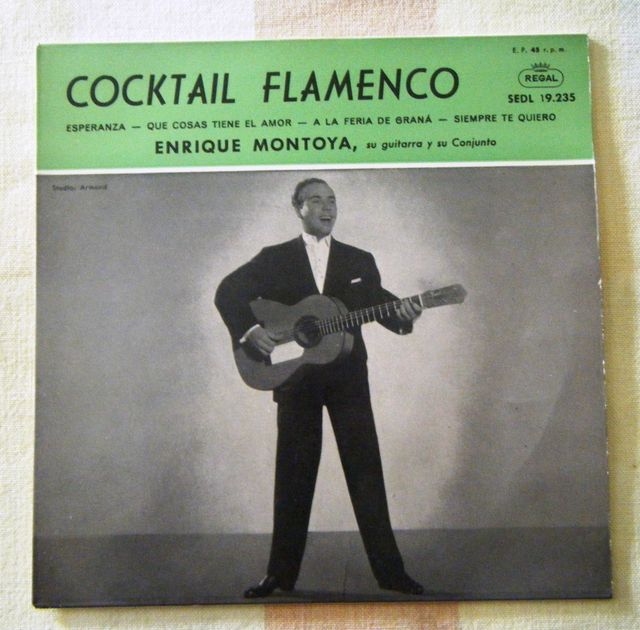 E. P. 45 r. p. m.
COCKTAIL FLAMENCO
REGAL
SEDL 19.235
ESPERANZA — QUE COSAS TIENE EL AMOR — A LA FERIA DE GRANÁ — SIEMPRE TE QUIERO
ENRIQUE MONTOYA, su guitarra y su Conjunto
Studio: Armand